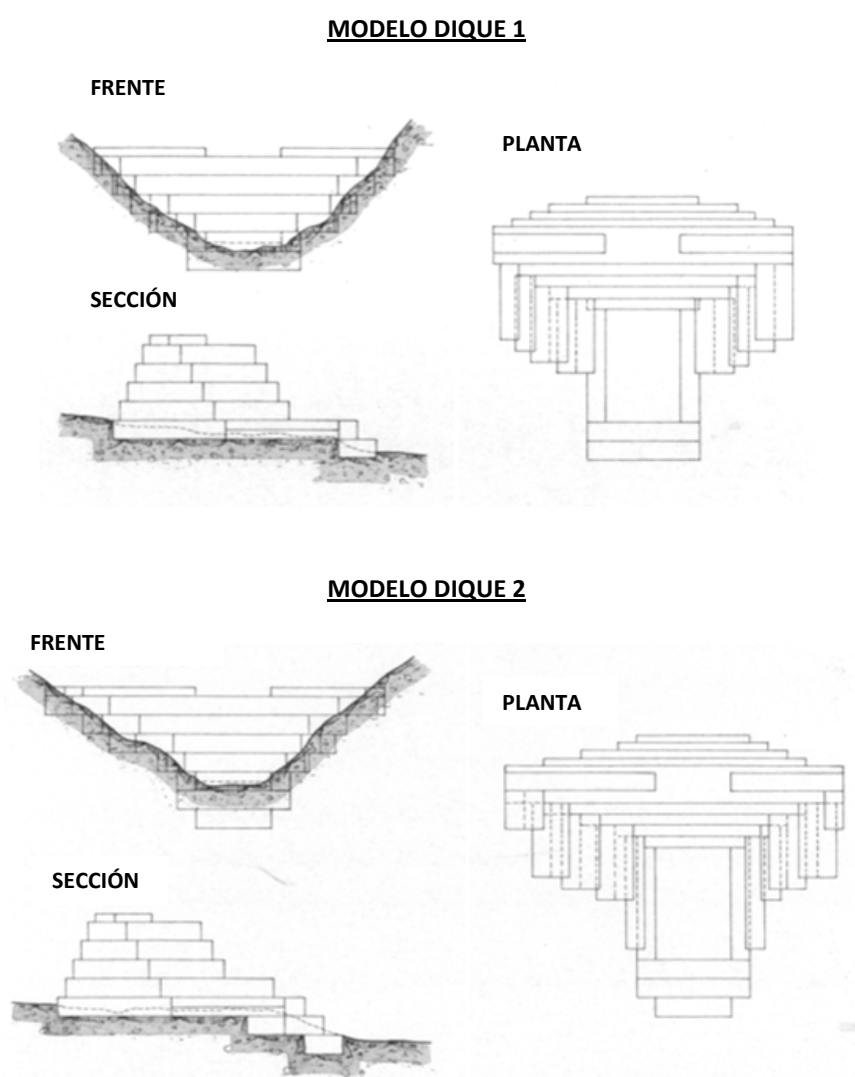 MODELO DIQUE 1
FRENTE
PLANTA
SECCIÓN
MODELO DIQUE 2
FRENTE
PLANTA
SECCIÓN